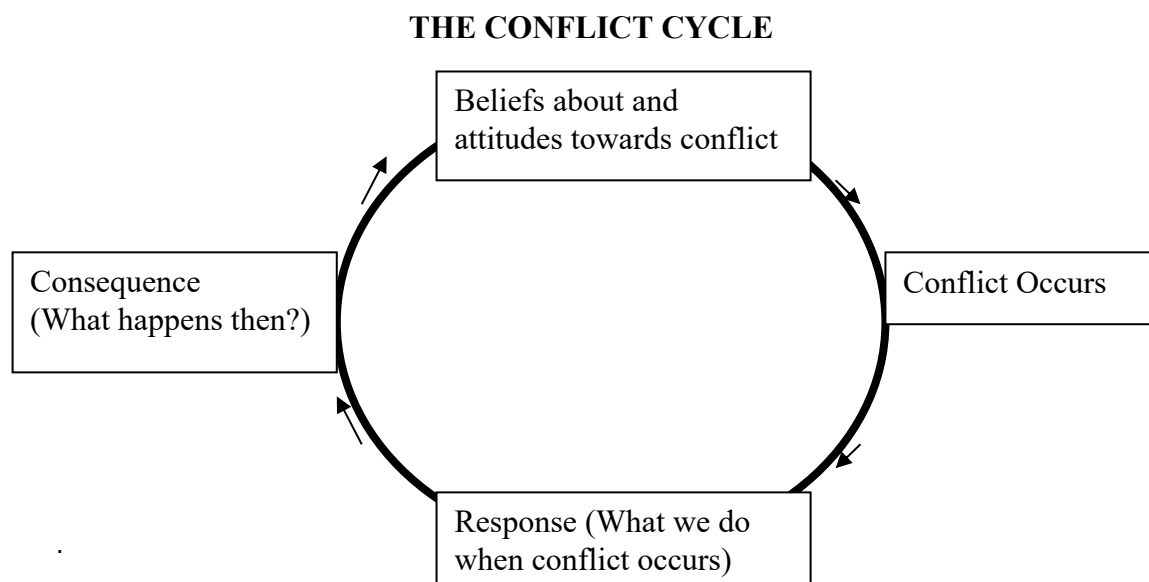 THE CONFLICT CYCLE
Beliefs about and
attitudes towards conflict
Conflict Occurs
Consequence
(What happens then?)
Response (What we do
when conflict occurs)
.